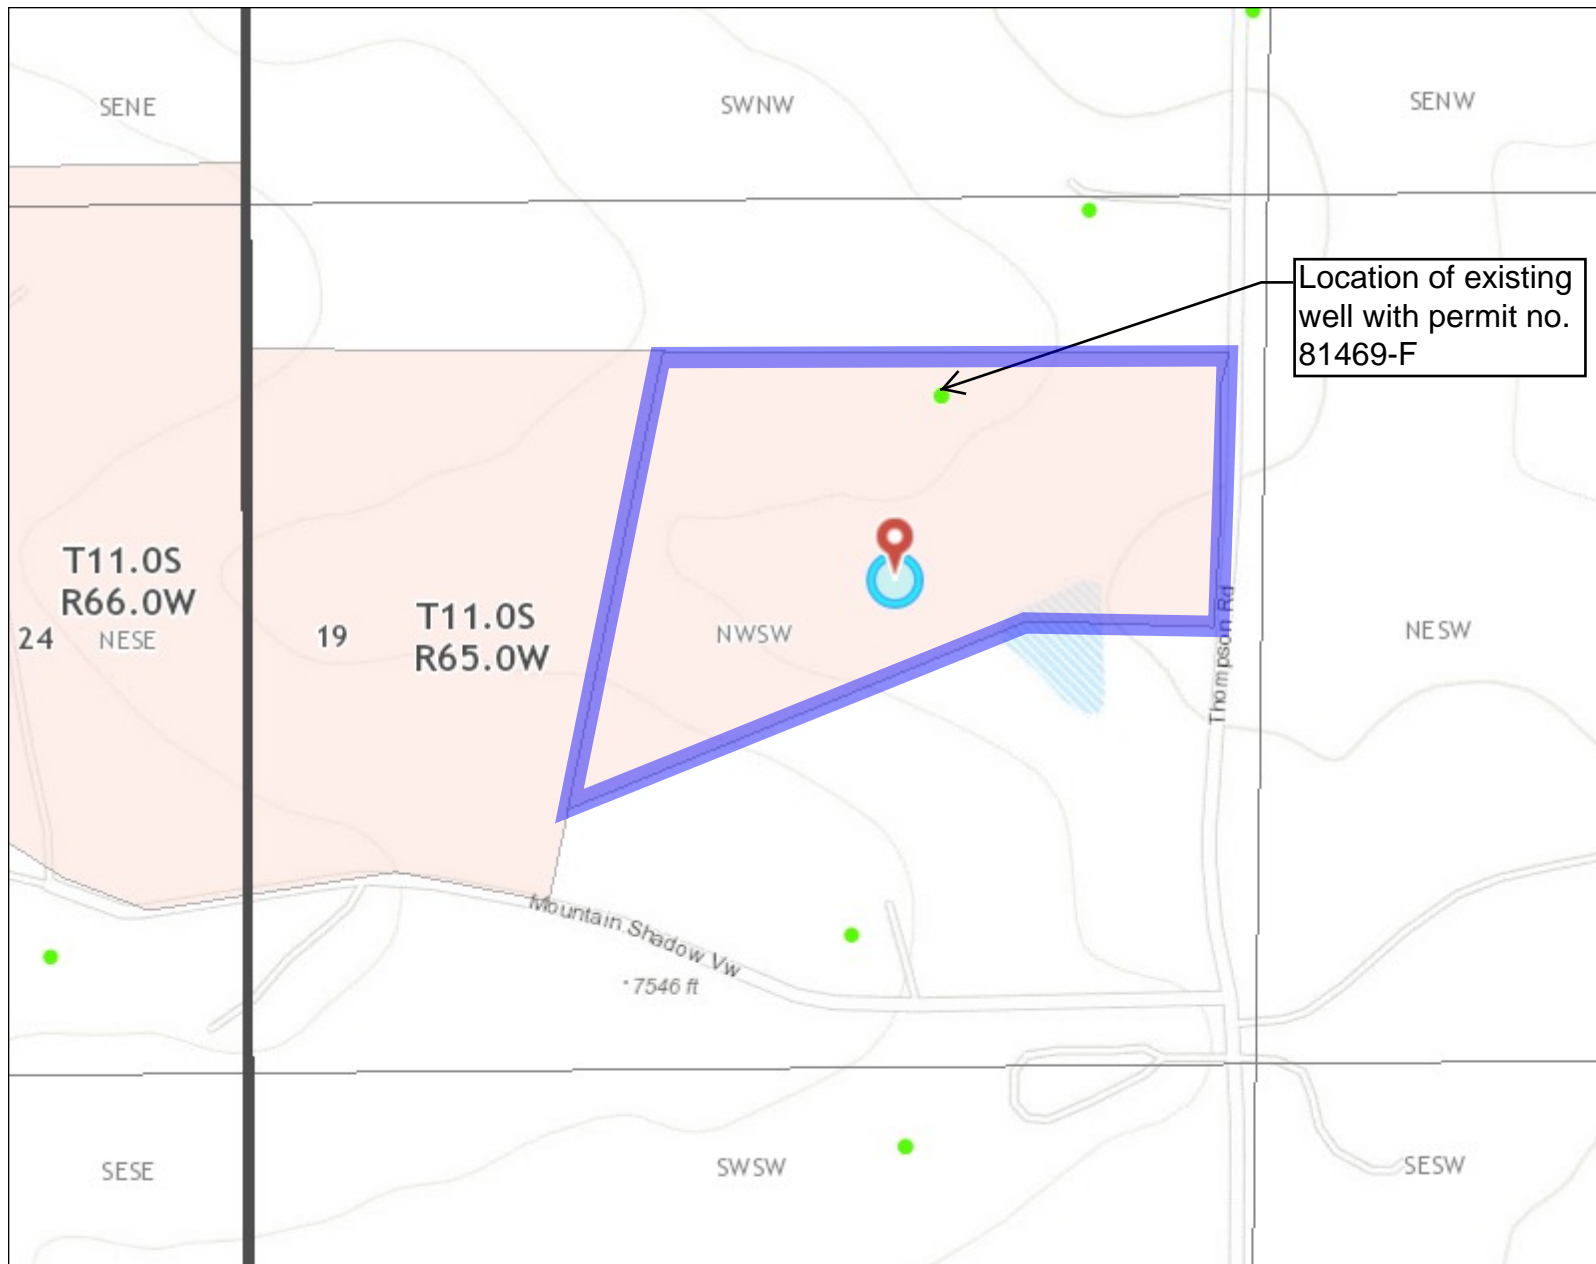 SENE
SWNW
SENW
Location of existing
well with permit no.
81469-F
T11.0S
R66.0W
24
NESE
19
T11.0S
R65.0W
NWSW
NESW
Thompson Rd
Mountain Shadow Vw
7546 ft
SESE
SWSW
SESW